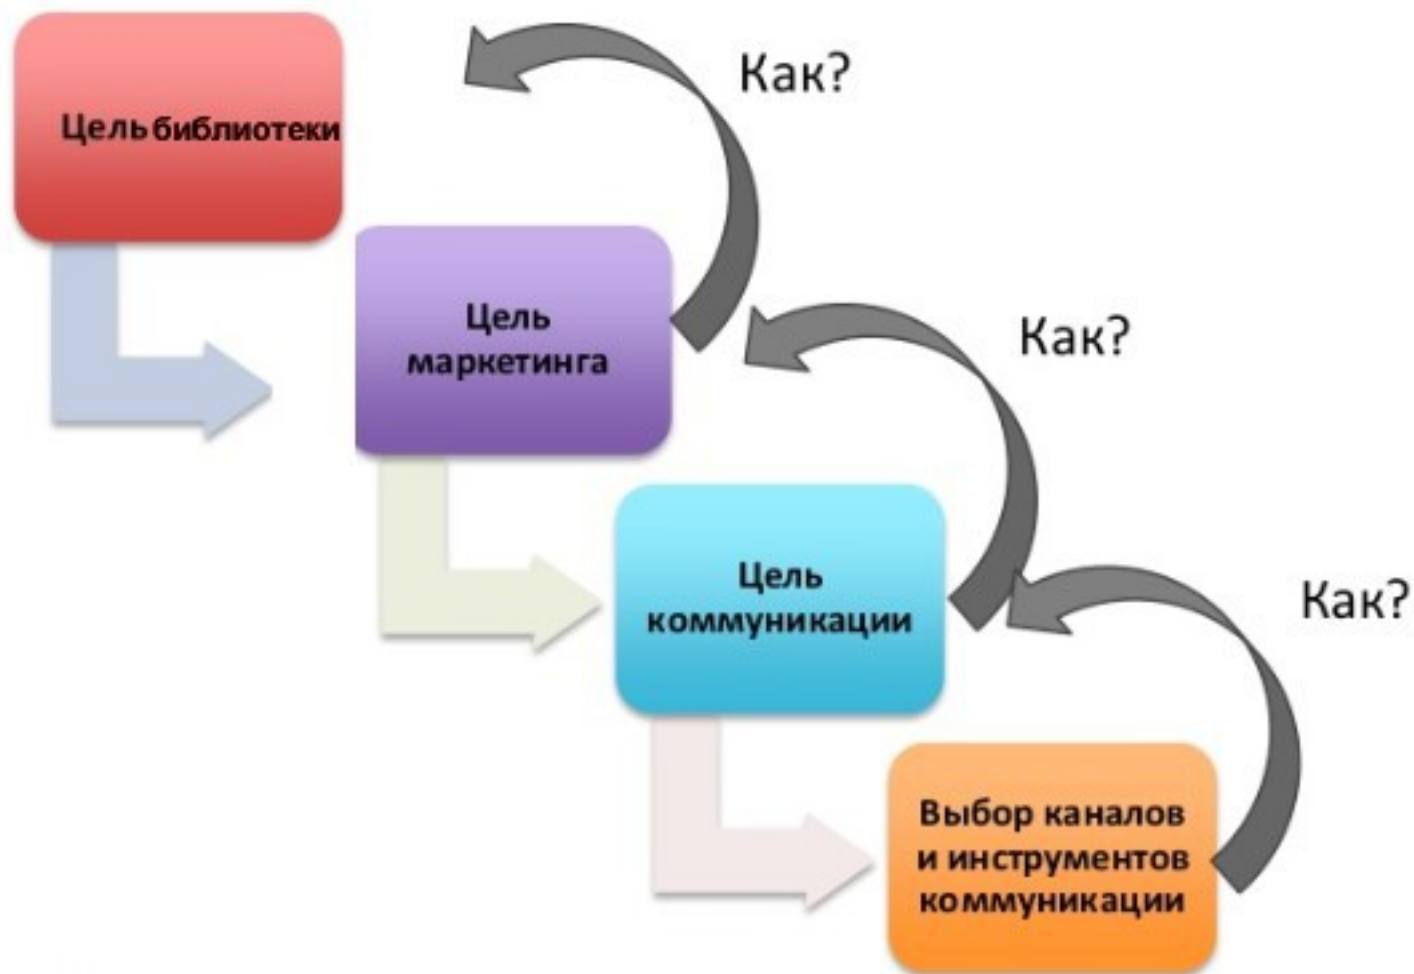 Как?
Цель библиотеки
Цель
маркетинга
Как?
Цель
коммуникации
Как?
Выбор каналов
и инструментов
коммуникации